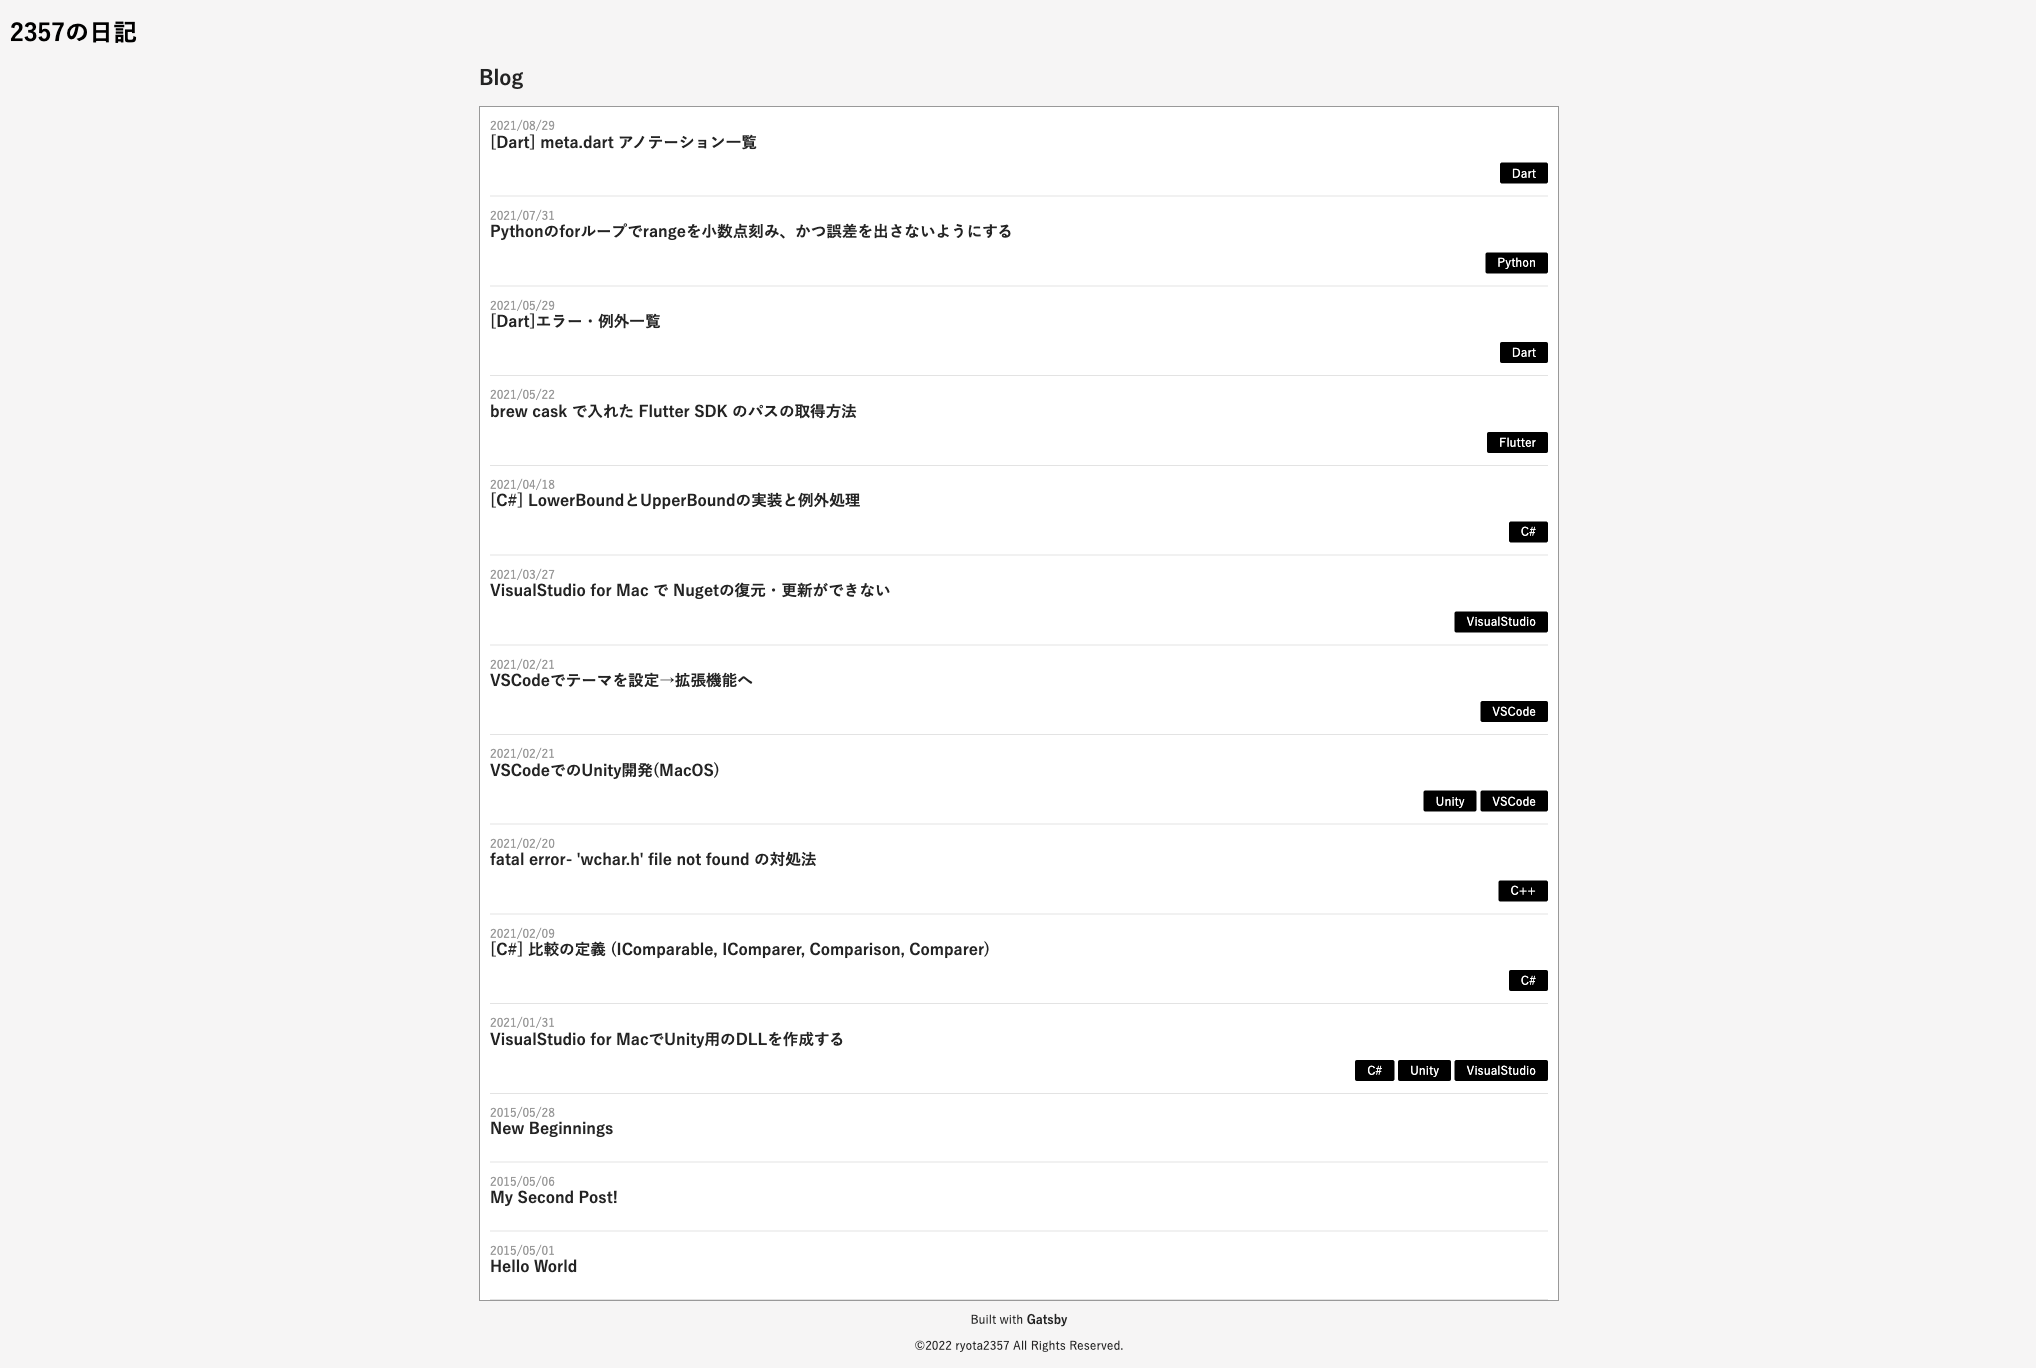 2357の日記
Blog
2021/08/29
[Dart] meta.dart アノテーション一覧
Dart
2021/07/31
Pythonのforループでrangeを小数点刻み、かつ誤差を出さないようにする
Python
2021/05/29
[Dart]エラー・例外一覧
Dart
2021/05/22
brew cask で入れた Flutter SDK のパスの取得方法
Flutter
2021/04/18
[C#] LowerBoundとUpperBoundの実装と例外処理
C#
2021/03/27
VisualStudio for Mac で Nugetの復元・更新ができない
VisualStudio
2021/02/21
VSCodeでテーマを設定→拡張機能へ
VSCode
2021/02/21
VSCodeでのUnity開発(MacOS)
Unity VSCode
2021/02/20
fatal error- 'wchar.h' file not found の対処法
C++
2021/02/09
[C#] 比較の定義 (IComparable, IComparer, Comparison, Comparer)
C#
2021/01/31
VisualStudio for MacでUnity用のDLLを作成する
C# Unity VisualStudio
2015/05/28
New Beginnings
2015/05/06
My Second Post!
2015/05/01
Hello World
Built with Gatsby
©2022 ryota2357 All Rights Reserved.